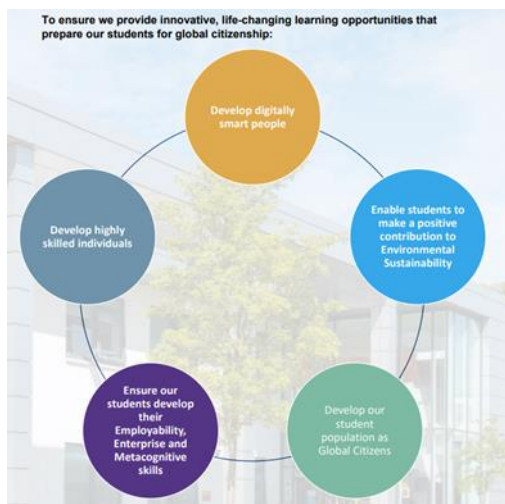 To ensure we provide innovative, life-changing learning opportunities that
prepare our students for global citizenship:
Develop digitally
smart people
Enable students to
make a positive
contribution to
Environmental
Sustainability
Develop our
student
population as
Global Citizens
Ensure our
students develop
their
Employability,
Enterprise and
Metacognitive
skills
Develop highly
skilled individuals